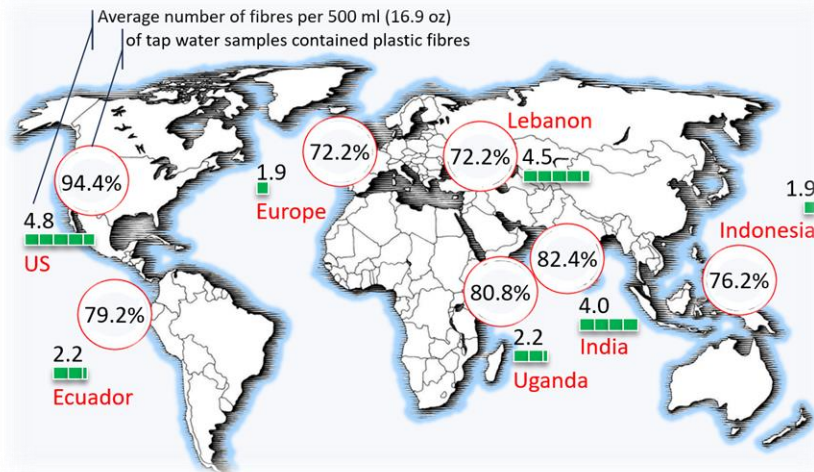 Average number of fibres per 500 ml (16.9 oz)
of tap water samples contained plastic fibres
94.4%
4.8
US
72.2%
1.9
Europe
Lebanon
72.2%
4.5
1.9
Indonesia
76.2%
82.4%
4.0
India
80.8%
2.2
Uganda
79.2%
2.2
Ecuador